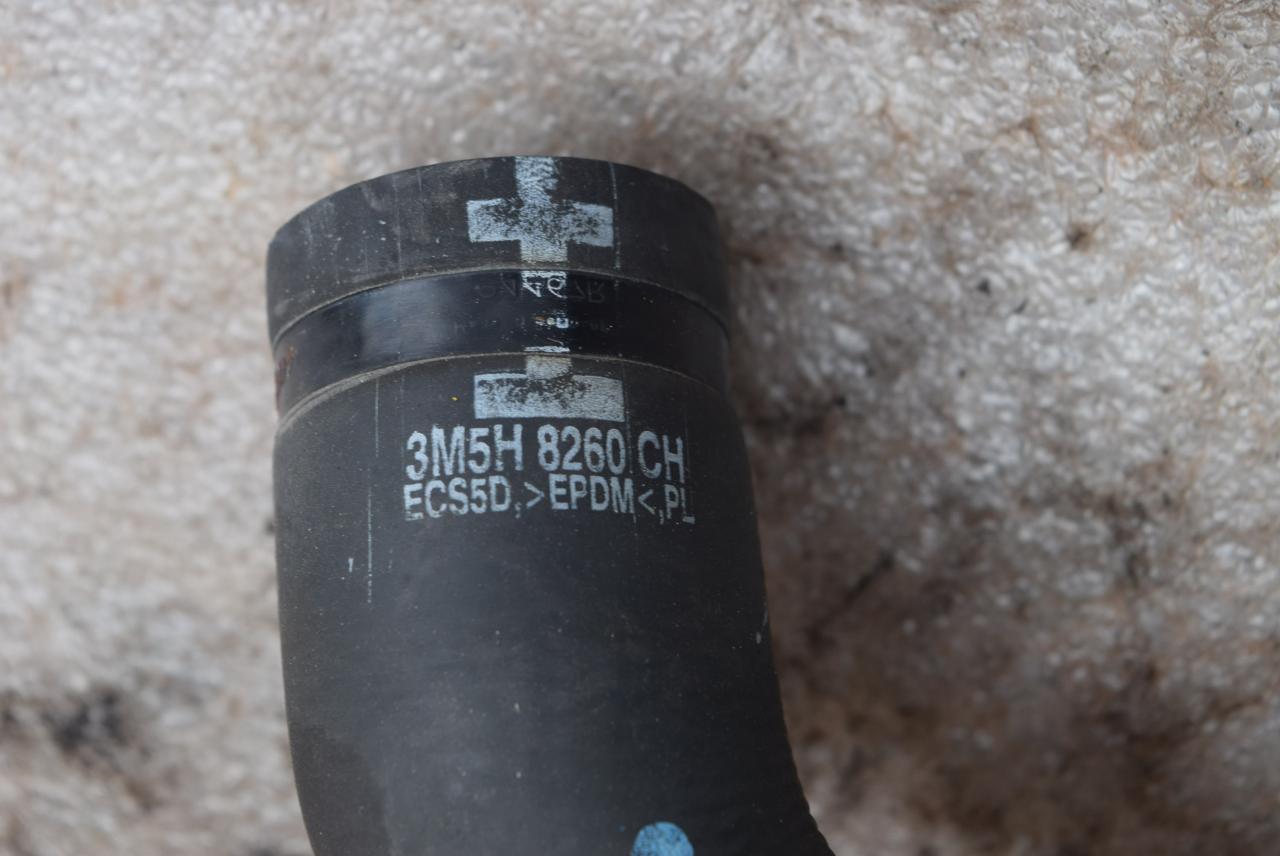 3M5H 8260 CH
ECS5D,>EPDM<,PL